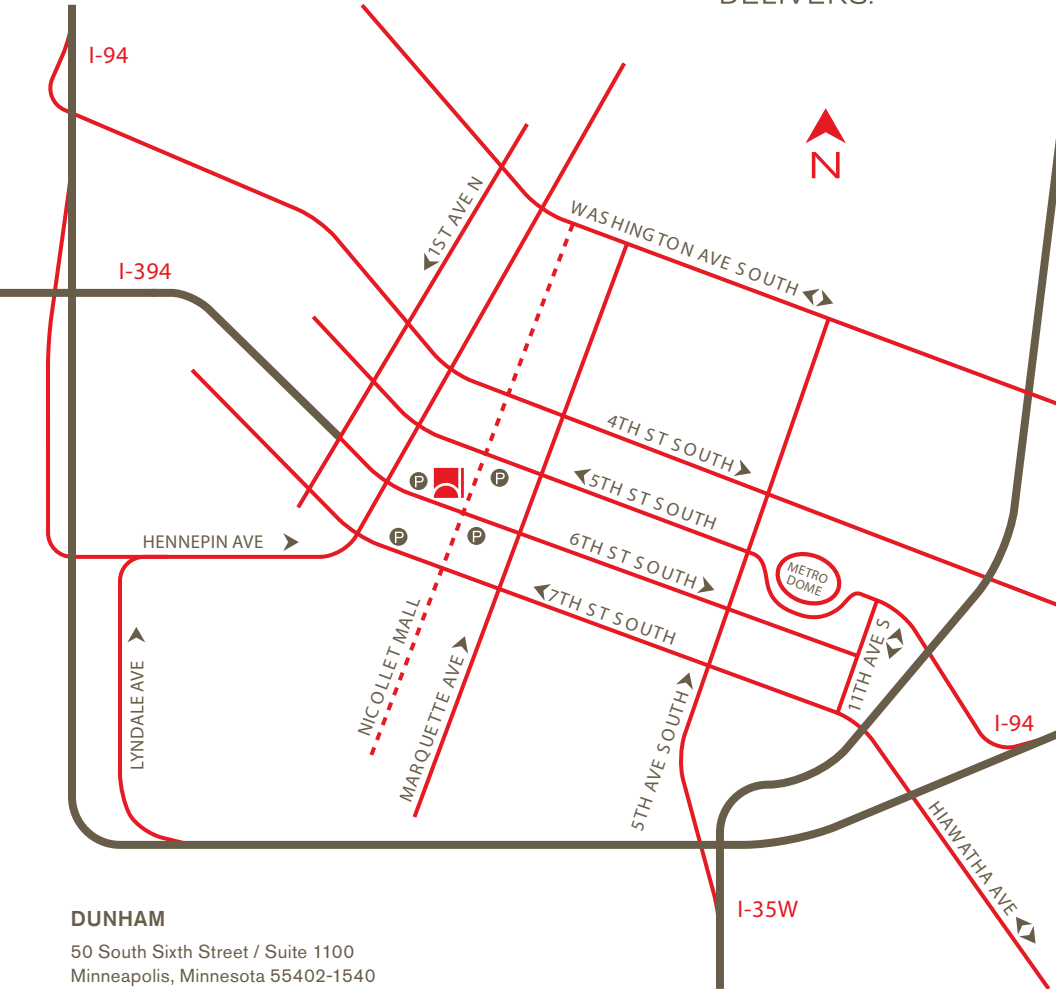 DELIVERS.
I-94
N
1ST AVE N
WASHINGTON AVE SOUTH
I-394
4TH ST SOUTH
5TH ST SOUTH
P
P
HENNEPIN AVE
P
P
6TH ST SOUTH
METRO
DOME
7TH ST SOUTH
NICOLLET MALL
11TH AVE S
LYNDALE AVE
MARQUETTE AVE
5TH AVE SOUTH
I-94
HIAWATHA AVE
I-35W
DUNHAM
50 South Sixth Street / Suite 1100
Minneapolis, Minnesota 55402-1540